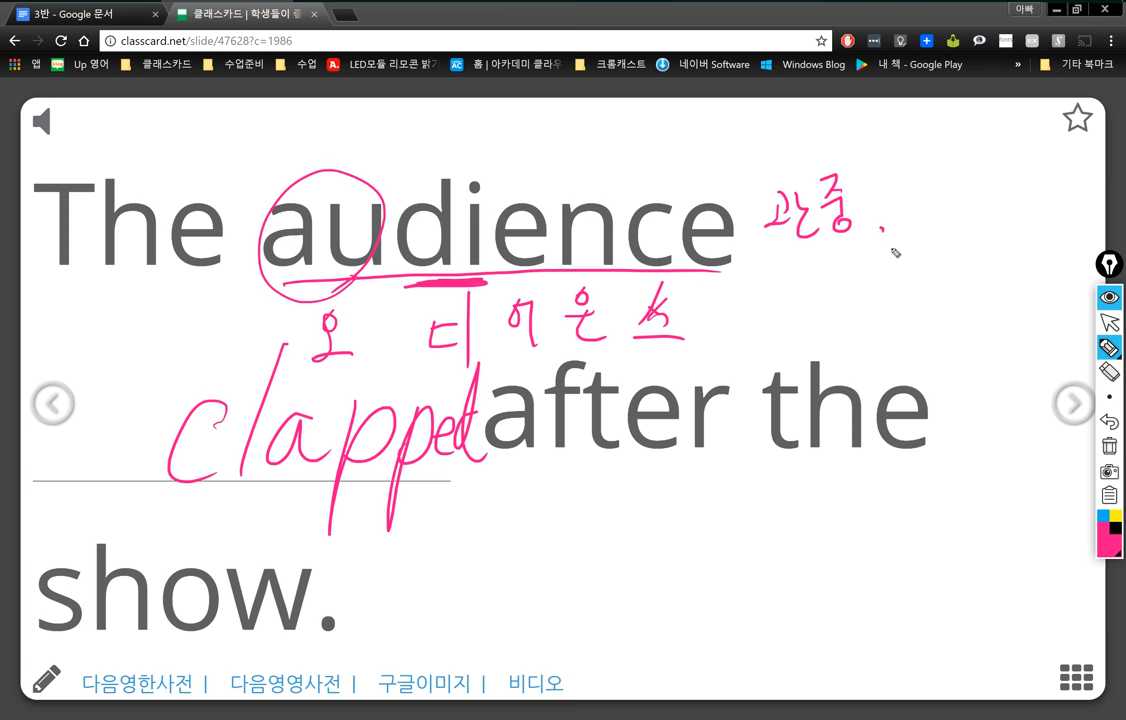 3반 - Google 문서
클래스카드 | 학생들이
아빠
classcard.net/slide/47628?c=1986
앱 Up 영어 클래스카드 수업준비 수업 LED모듈 리모콘 밝기 홈 | 아카데미 클라우 크롬캐스트 네이버 Software Windows Blog 내 책 - Google Play » 기타 북마크
The audience 관중.
오 디 어 은 스
clapped after the
show.
다음영한사전 | 다음영영사전 | 구글이미지 | 비디오